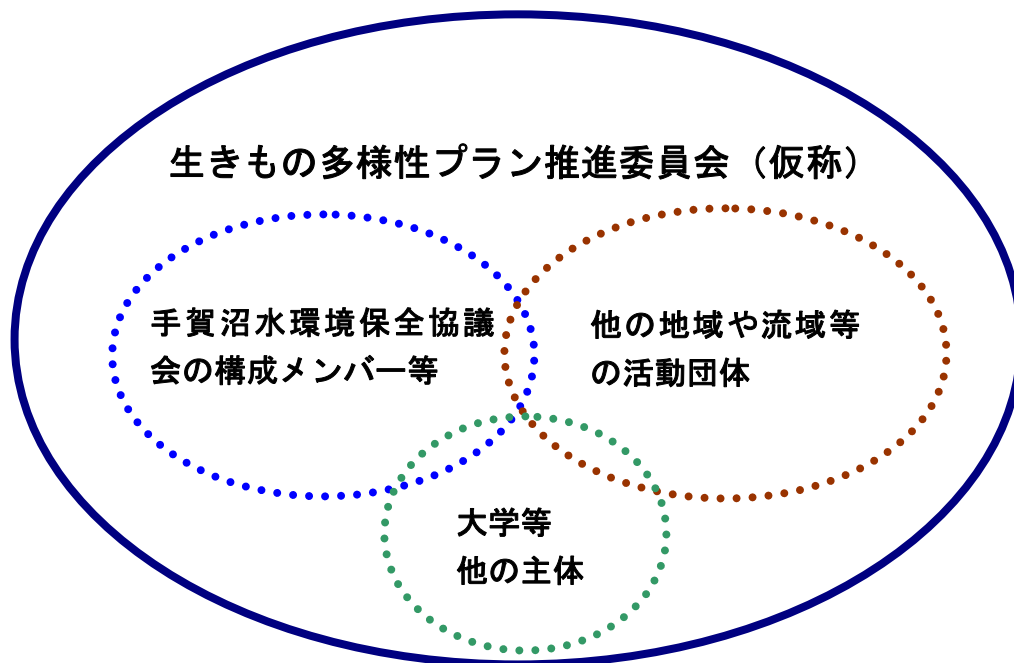 生きもの多様性プラン推進委員会（仮称）
手賀沼水環境保全協議
会の構成メンバー等
他の地域や流域等
の活動団体
大学等
他の主体